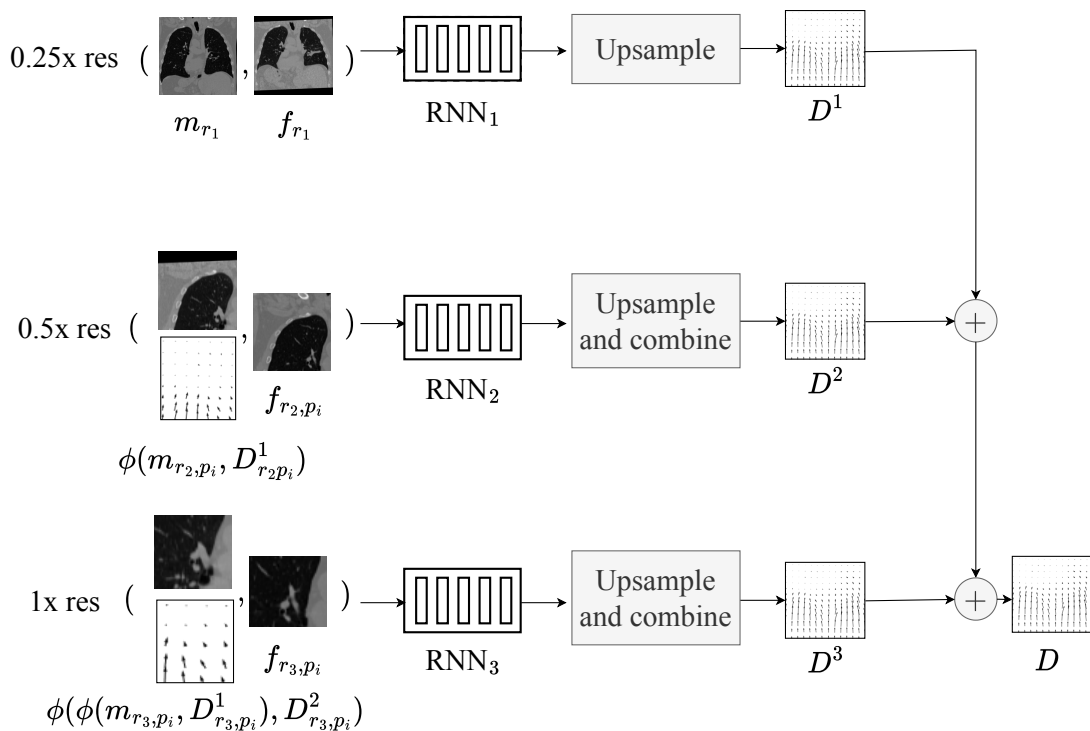 0.25x res ( , ) Upsample
m_{r_1} f_{r_1} RNN_1 D^1
0.5x res ( , ) Upsample
and combine +
f_{r_2,p_i} RNN_2 D^2
ϕ(m_{r_2,p_i}, D^1_{r_2p_i})
1x res ( , ) Upsample
and combine +
f_{r_3,p_i} RNN_3 D^3 D
ϕ(ϕ(m_{r_3,p_i}, D^1_{r_3,p_i}), D^2_{r_3,p_i})